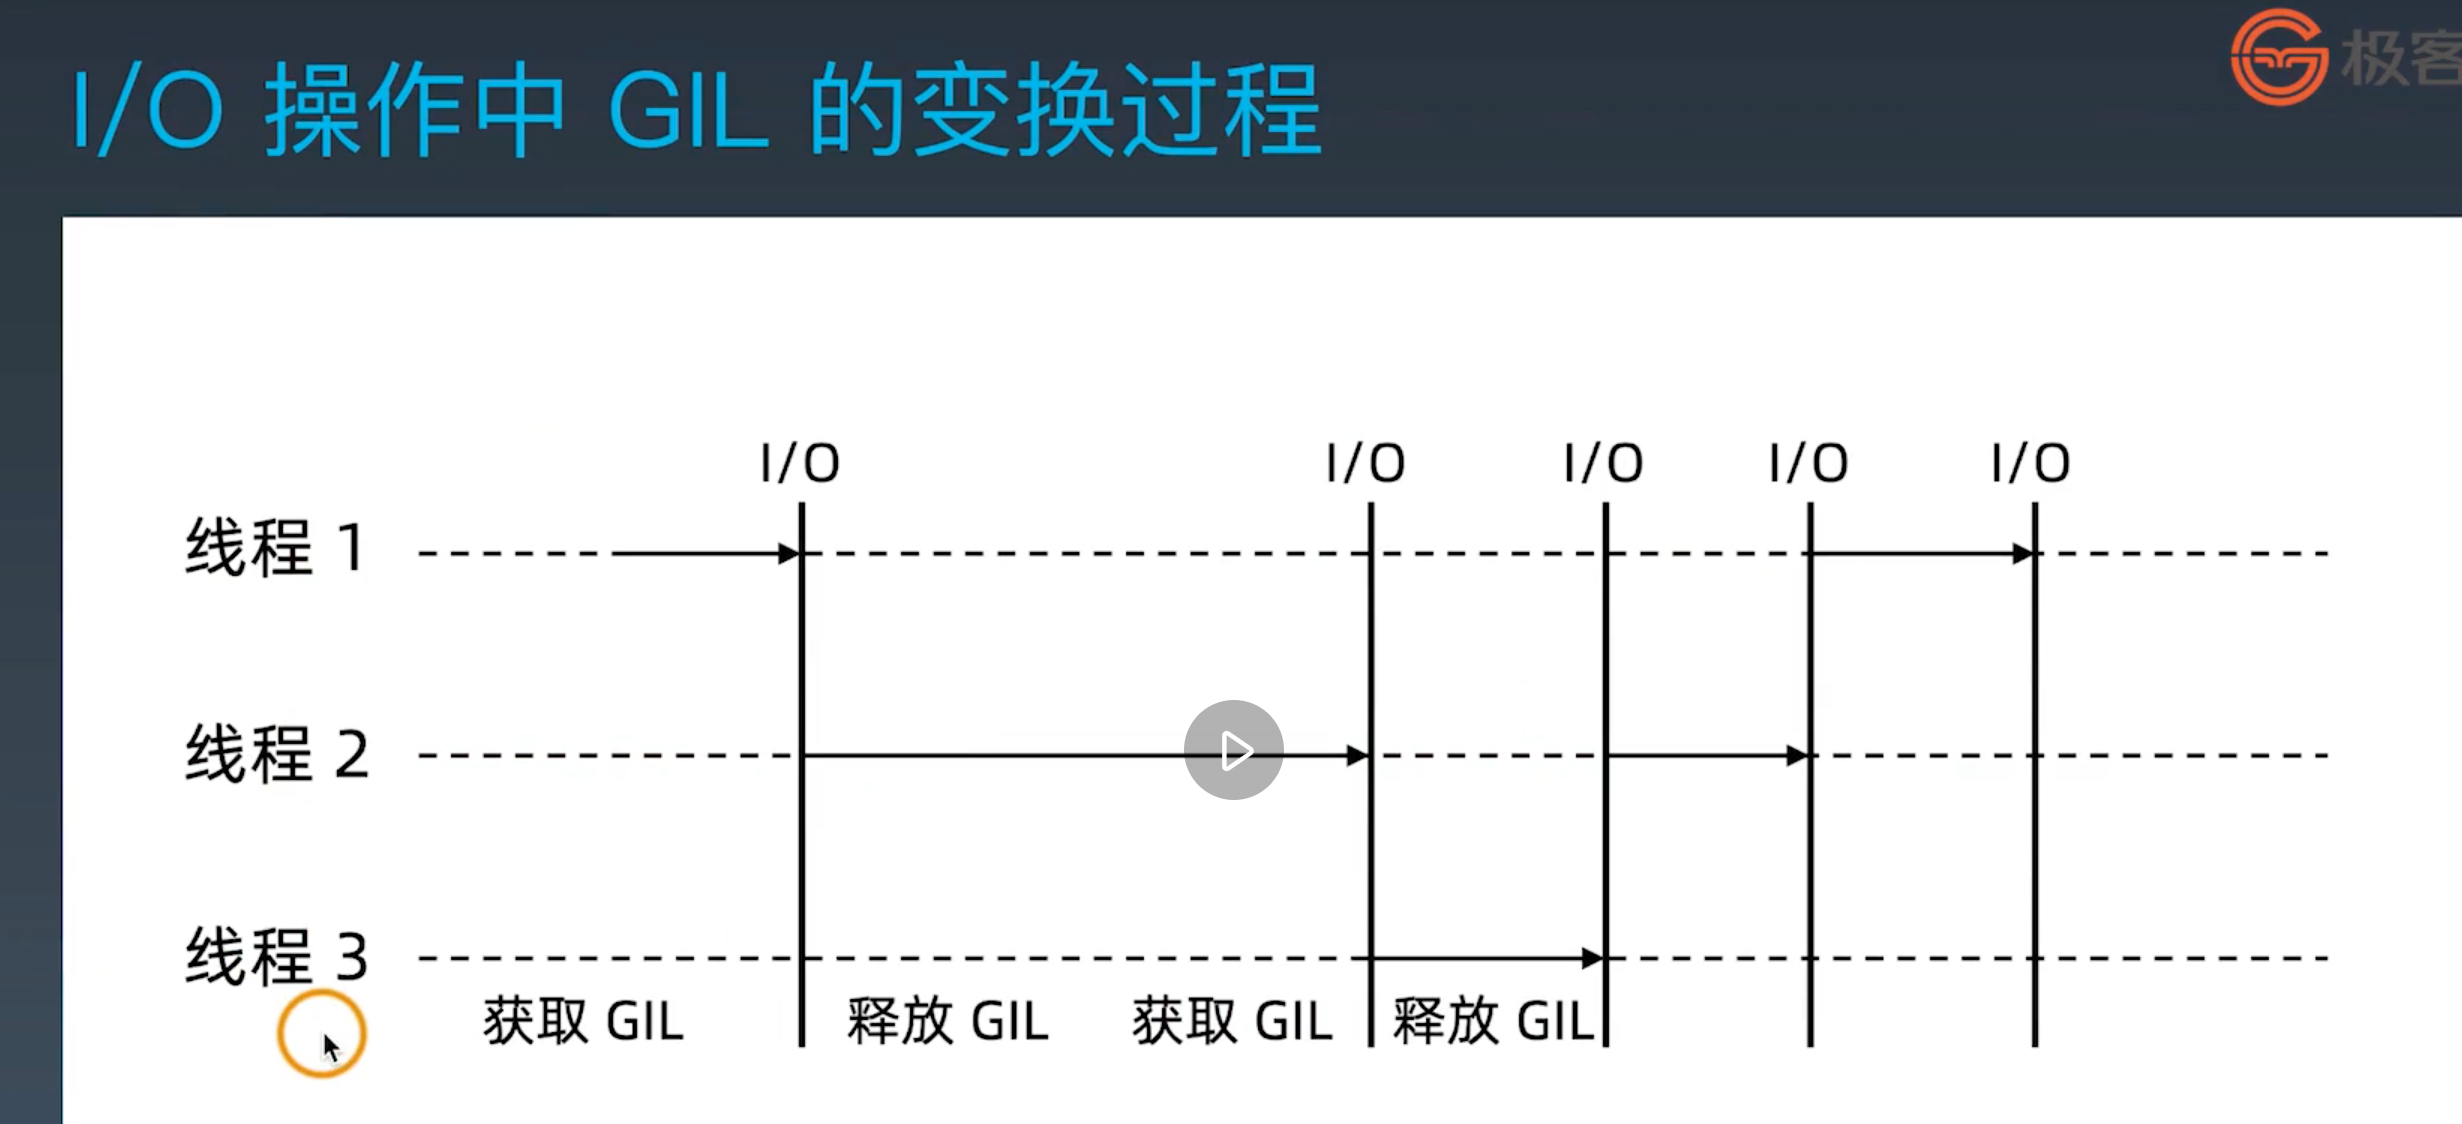 I/O 操作中 GIL 的变换过程
极客
I/O I/O I/O I/O I/O
线程 1
线程 2
线程 3
获取 GIL 释放 GIL 获取 GIL 释放 GIL